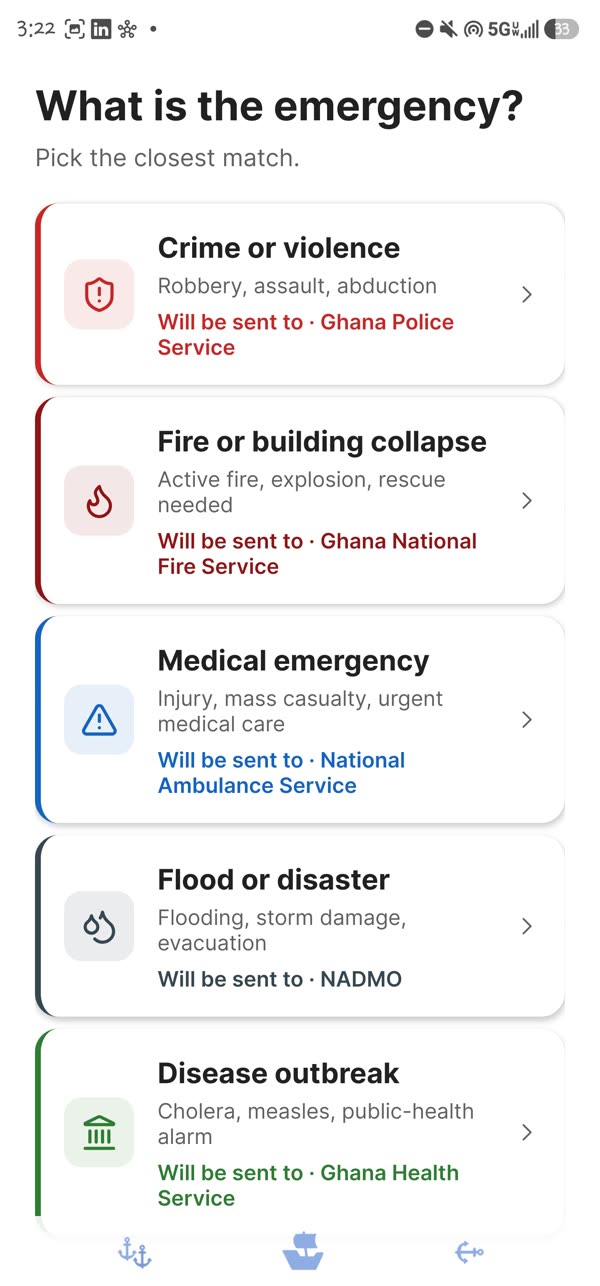 3:22
in
5G
33
What is the emergency?
Pick the closest match.
Crime or violence
Robbery, assault, abduction
Will be sent to · Ghana Police
Service
Fire or building collapse
Active fire, explosion, rescue
needed
Will be sent to · Ghana National
Fire Service
Medical emergency
Injury, mass casualty, urgent
medical care
Will be sent to · National
Ambulance Service
Flood or disaster
Flooding, storm damage,
evacuation
Will be sent to · NADMO
Disease outbreak
Cholera, measles, public-health
alarm
Will be sent to · Ghana Health
Service